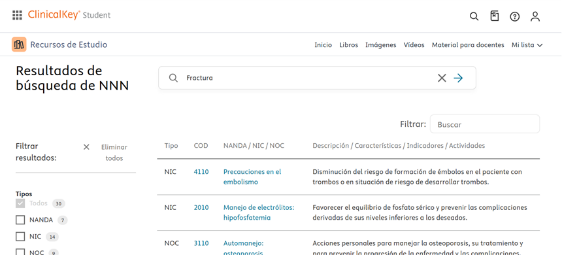 ClinicalKey® Student
Recursos de Estudio
Inicio Libros Imágenes Vídeos Material para docentes Mi lista
Resultados de
búsqueda de NNN
Fractura
Filtrar: Buscar
Filtrar
resultados:
Eliminar
todos
Tipo COD NANDA / NIC / NOC Descripción / Características / Indicadores / Actividades
NIC 4110 Precauciones en el
embolismo
Disminución del riesgo de formación de émbolos en el paciente con
trombos o en situación de riesgo de desarrollar trombos.
Tipos
Todos
NANDA 7
NIC 14
NOC 9
NIC 2010 Manejo de electrólitos:
hipofosfatemia
Favorecer el equilibrio de fosfato sérico y prevenir las complicaciones
derivadas de sus niveles inferiores a los deseados.
NOC 3110 Automanejo:
osteoporosis
Acciones personales para manejar la osteoporosis, su tratamiento y
para prevenir la progresión de la enfermedad y las complicaciones.